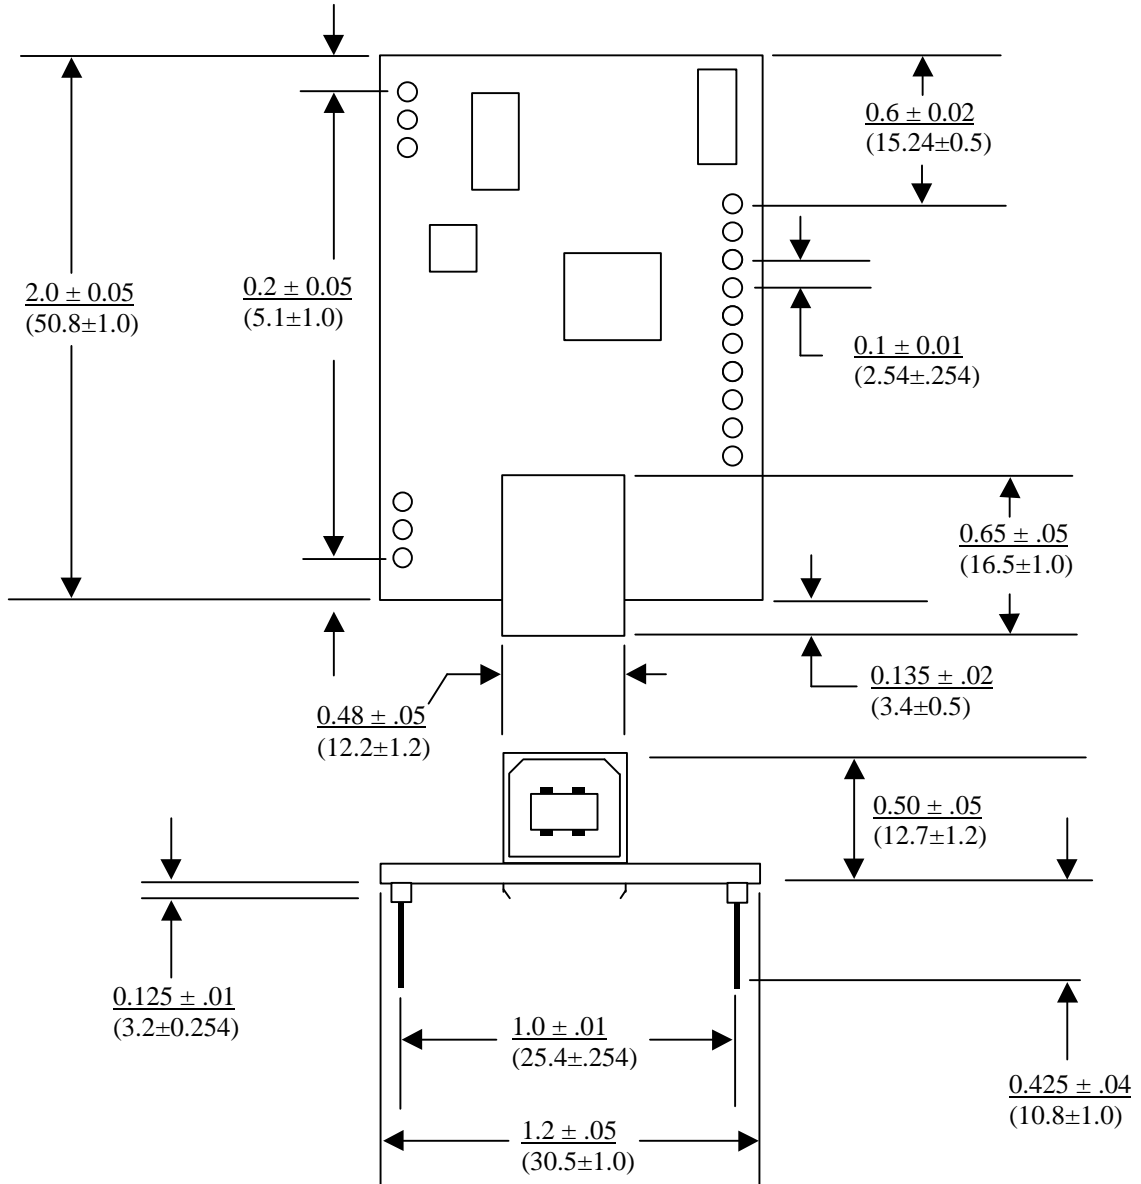 0.6 ± 0.02
(15.24±0.5)
2.0 ± 0.05
(50.8±1.0)
0.2 ± 0.05
(5.1±1.0)
0.1 ± 0.01
(2.54±.254)
0.65 ± .05
(16.5±1.0)
0.135 ± .02
(3.4±0.5)
0.48 ± .05
(12.2±1.2)
0.50 ± .05
(12.7±1.2)
0.125 ± .01
(3.2±0.254)
1.0 ± .01
(25.4±.254)
0.425 ± .04
(10.8±1.0)
1.2 ± .05
(30.5±1.0)